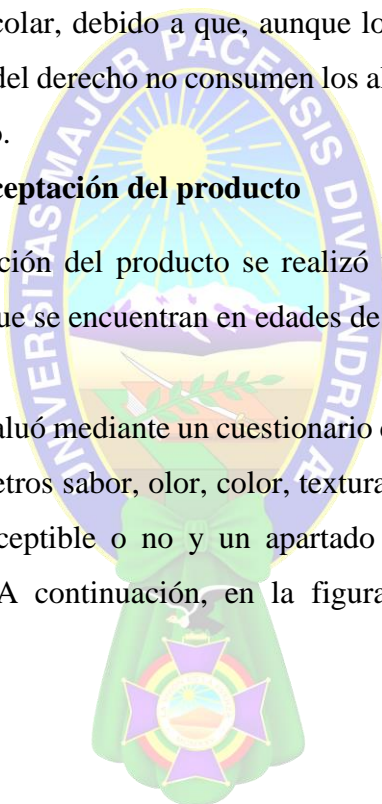 colar, debido a que, aunque lo
del derecho no consumen los al
o.
ceptación del producto
ción del producto se realizó
que se encuentran en edades de
aluó mediante un cuestionario
etros sabor, olor, color, textura
ceptible o no y un apartado
A continuación, en la figura
UNIVERSITAS MAJOR PACENSIS DIVI ANDREÆ